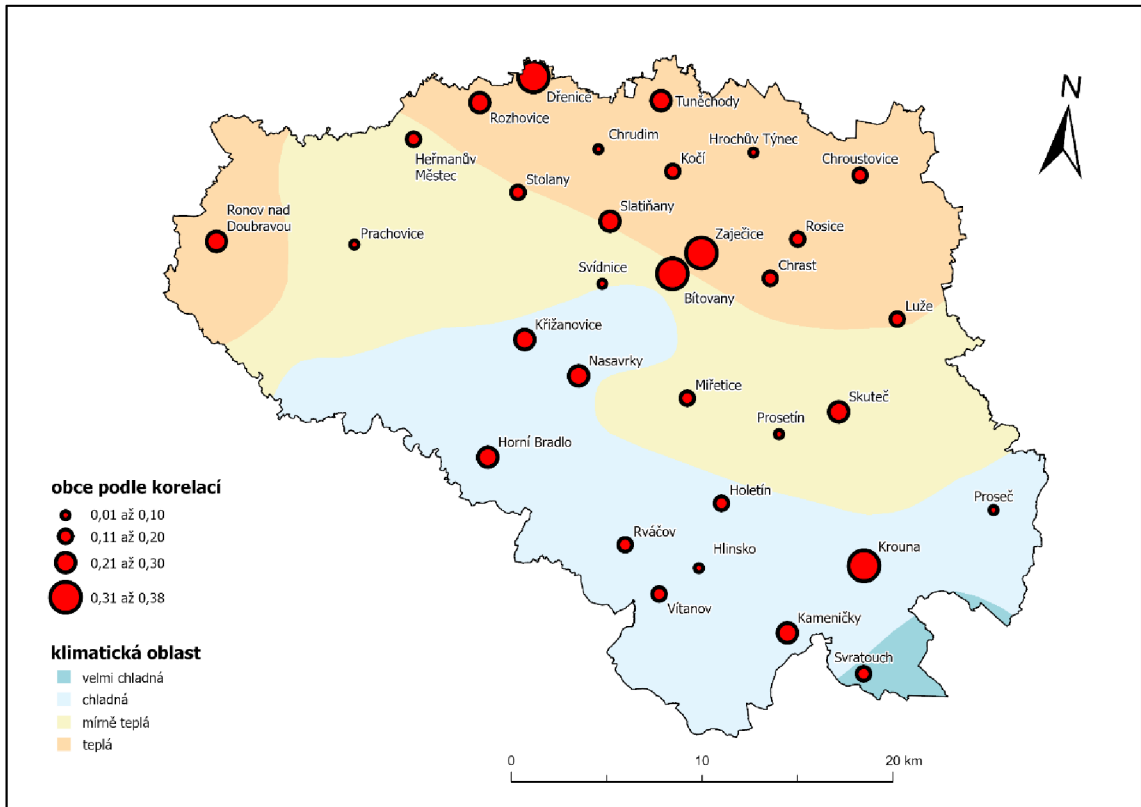 N
Dřenice
Rozhovice
Tuněchody
Chrudim
Hrochův Týnec
Heřmanův
Městec
Kočí
Chroustovice
Stolany
Slatiňany
Ronov nad
Doubravou
Prachovice
Zaječice
Rosice
Svídnice
Chrast
Bítovany
Luže
Křižanovice
Nasavrky
Miřetice
Skuteč
Prosetín
Horní Bradlo
Holetín
Proseč
Rváčov
Hlinsko
Krouna
Vítanov
Kameničky
Svratouch
obce podle korelací
0,01 až 0,10
0,11 až 0,20
0,21 až 0,30
0,31 až 0,38
klimatická oblast
velmi chladná
chladná
mírně teplá
teplá
0 10 20 km